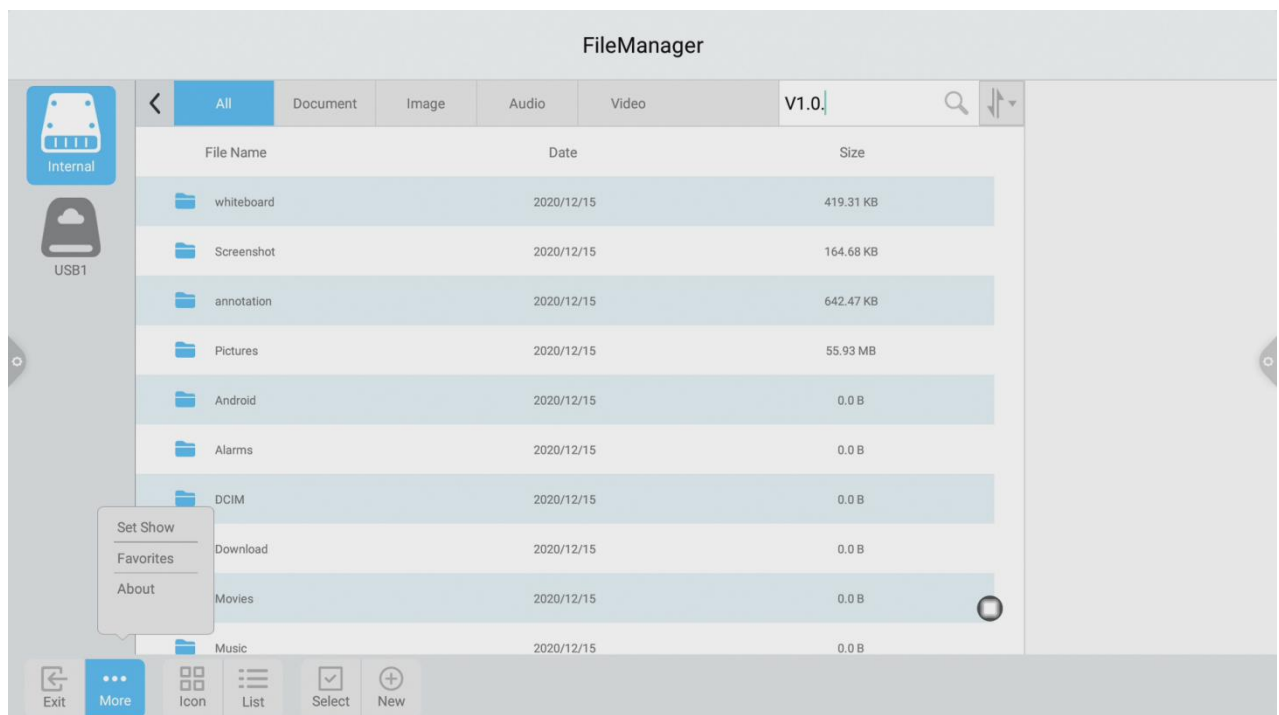 FileManager
Internal
USB1
All Document Image Audio Video V1.0.
File Name Date Size
whiteboard 2020/12/15 419.31 KB
Screenshot 2020/12/15 164.68 KB
annotation 2020/12/15 642.47 KB
Pictures 2020/12/15 55.93 MB
Android 2020/12/15 0.0 B
Alarms 2020/12/15 0.0 B
DCIM 2020/12/15 0.0 B
Download 2020/12/15 0.0 B
Movies 2020/12/15 0.0 B
Music 2020/12/15 0.0 B
Set Show
Favorites
About
Exit More Icon List Select New